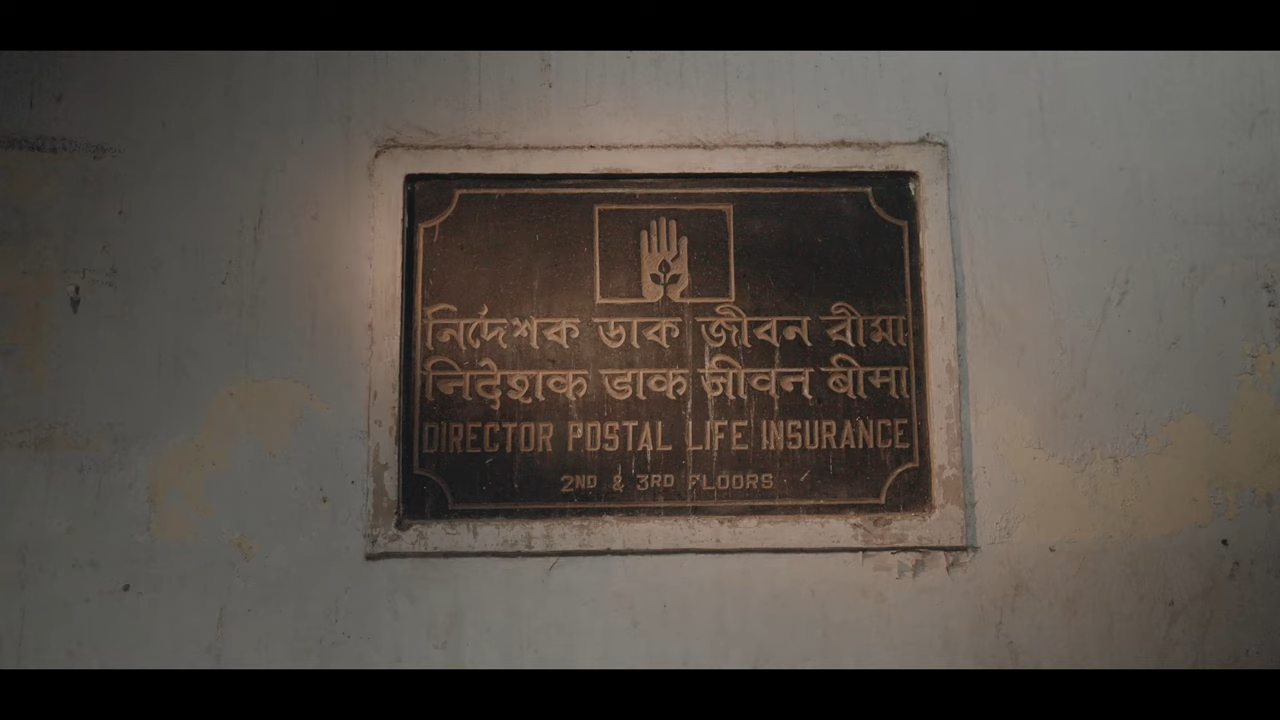 নির্দেশক ডাক জীবন বীমা
निदेशक डाक जीवन बीमा
DIRECTOR POSTAL LIFE INSURANCE
2ND & 3RD FLOORS